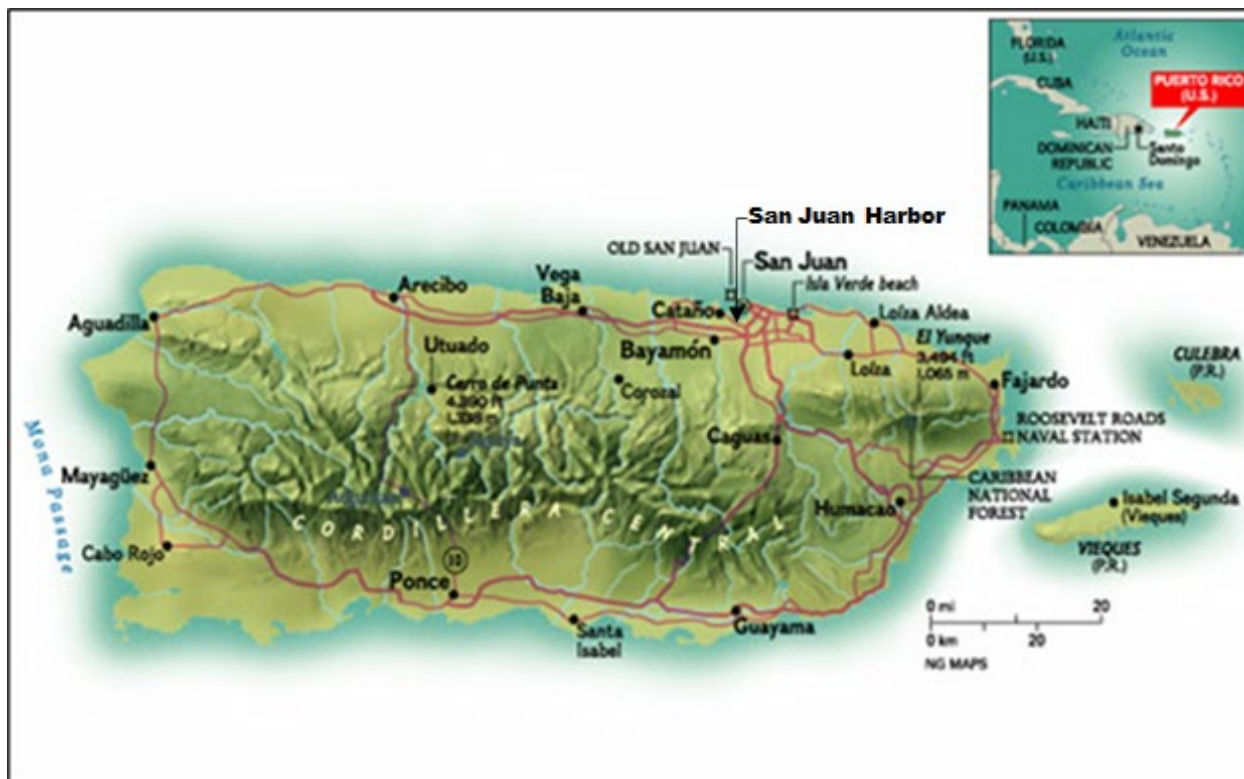 Atlantic
Ocean
FLORIDA
(U.S.)
PUERTO RICO
(U.S.)
CUBA
HAITI
DOMINICAN
REPUBLIC
Santo
Domingo
Caribbean Sea
PANAMA
COLOMBIA
VENEZUELA
San Juan Harbor
OLD SAN JUAN
San Juan
Isla Verde beach
Arecibo
Vega
Baja
Cataño
Aguadilla
Loíza Aldea
Bayamón
El Yunque
3,494 ft
1,065 m
Utuado
Loíza
CULEBRA
(P.R.)
Cerro de Punta
4,390 ft
1,338 m
Corozal
Fajardo
ROOSEVELT ROADS
NAVAL STATION
Mona Passage
Caguas
Mayagüez
CARIBBEAN
NATIONAL
FOREST
Humacao
Isabel Segunda
(Vieques)
CORDILLERA CENTRAL
VIEQUES
(P.R.)
Cabo Rojo
10
Ponce
Santa
Isabel
Guayama
0 mi 20
0 km 20
NG MAPS